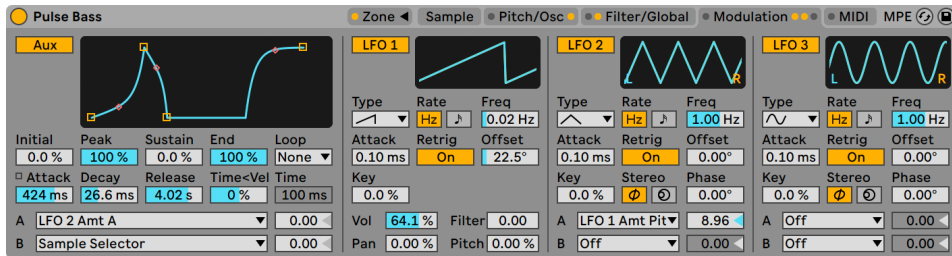 Pulse Bass Zone Sample Pitch/Osc Filter/Global Modulation MIDI MPE
Aux LFO 1 LFO 2 LFO 3
L R L R
Type Rate Freq Type Rate Freq Type Rate Freq
Hz 0.02 Hz Hz 1.00 Hz Hz 1.00 Hz
Initial Peak Sustain End Loop Attack Retrig Offset Attack Retrig Offset Attack Retrig Offset
0.0 % 100 % 0.0 % 100 % None 0.10 ms On 22.5° 0.10 ms On 0.00° 0.10 ms On 0.00°
Attack Decay Release Time<Vel Time Key Key Stereo Phase Key Stereo Phase
424 ms 26.6 ms 4.02 s 0 % 100 ms 0.0 % 0.0 % 0.00° 0.0 % 0.00°
A LFO 2 Amt A 0.00 Vol 64.1 % Filter 0.00 A LFO 1 Amt Pit 8.96 A Off 0.00
B Sample Selector 0.00 Pan 0.00 % Pitch 0.00 % B Off 0.00 B Off 0.00